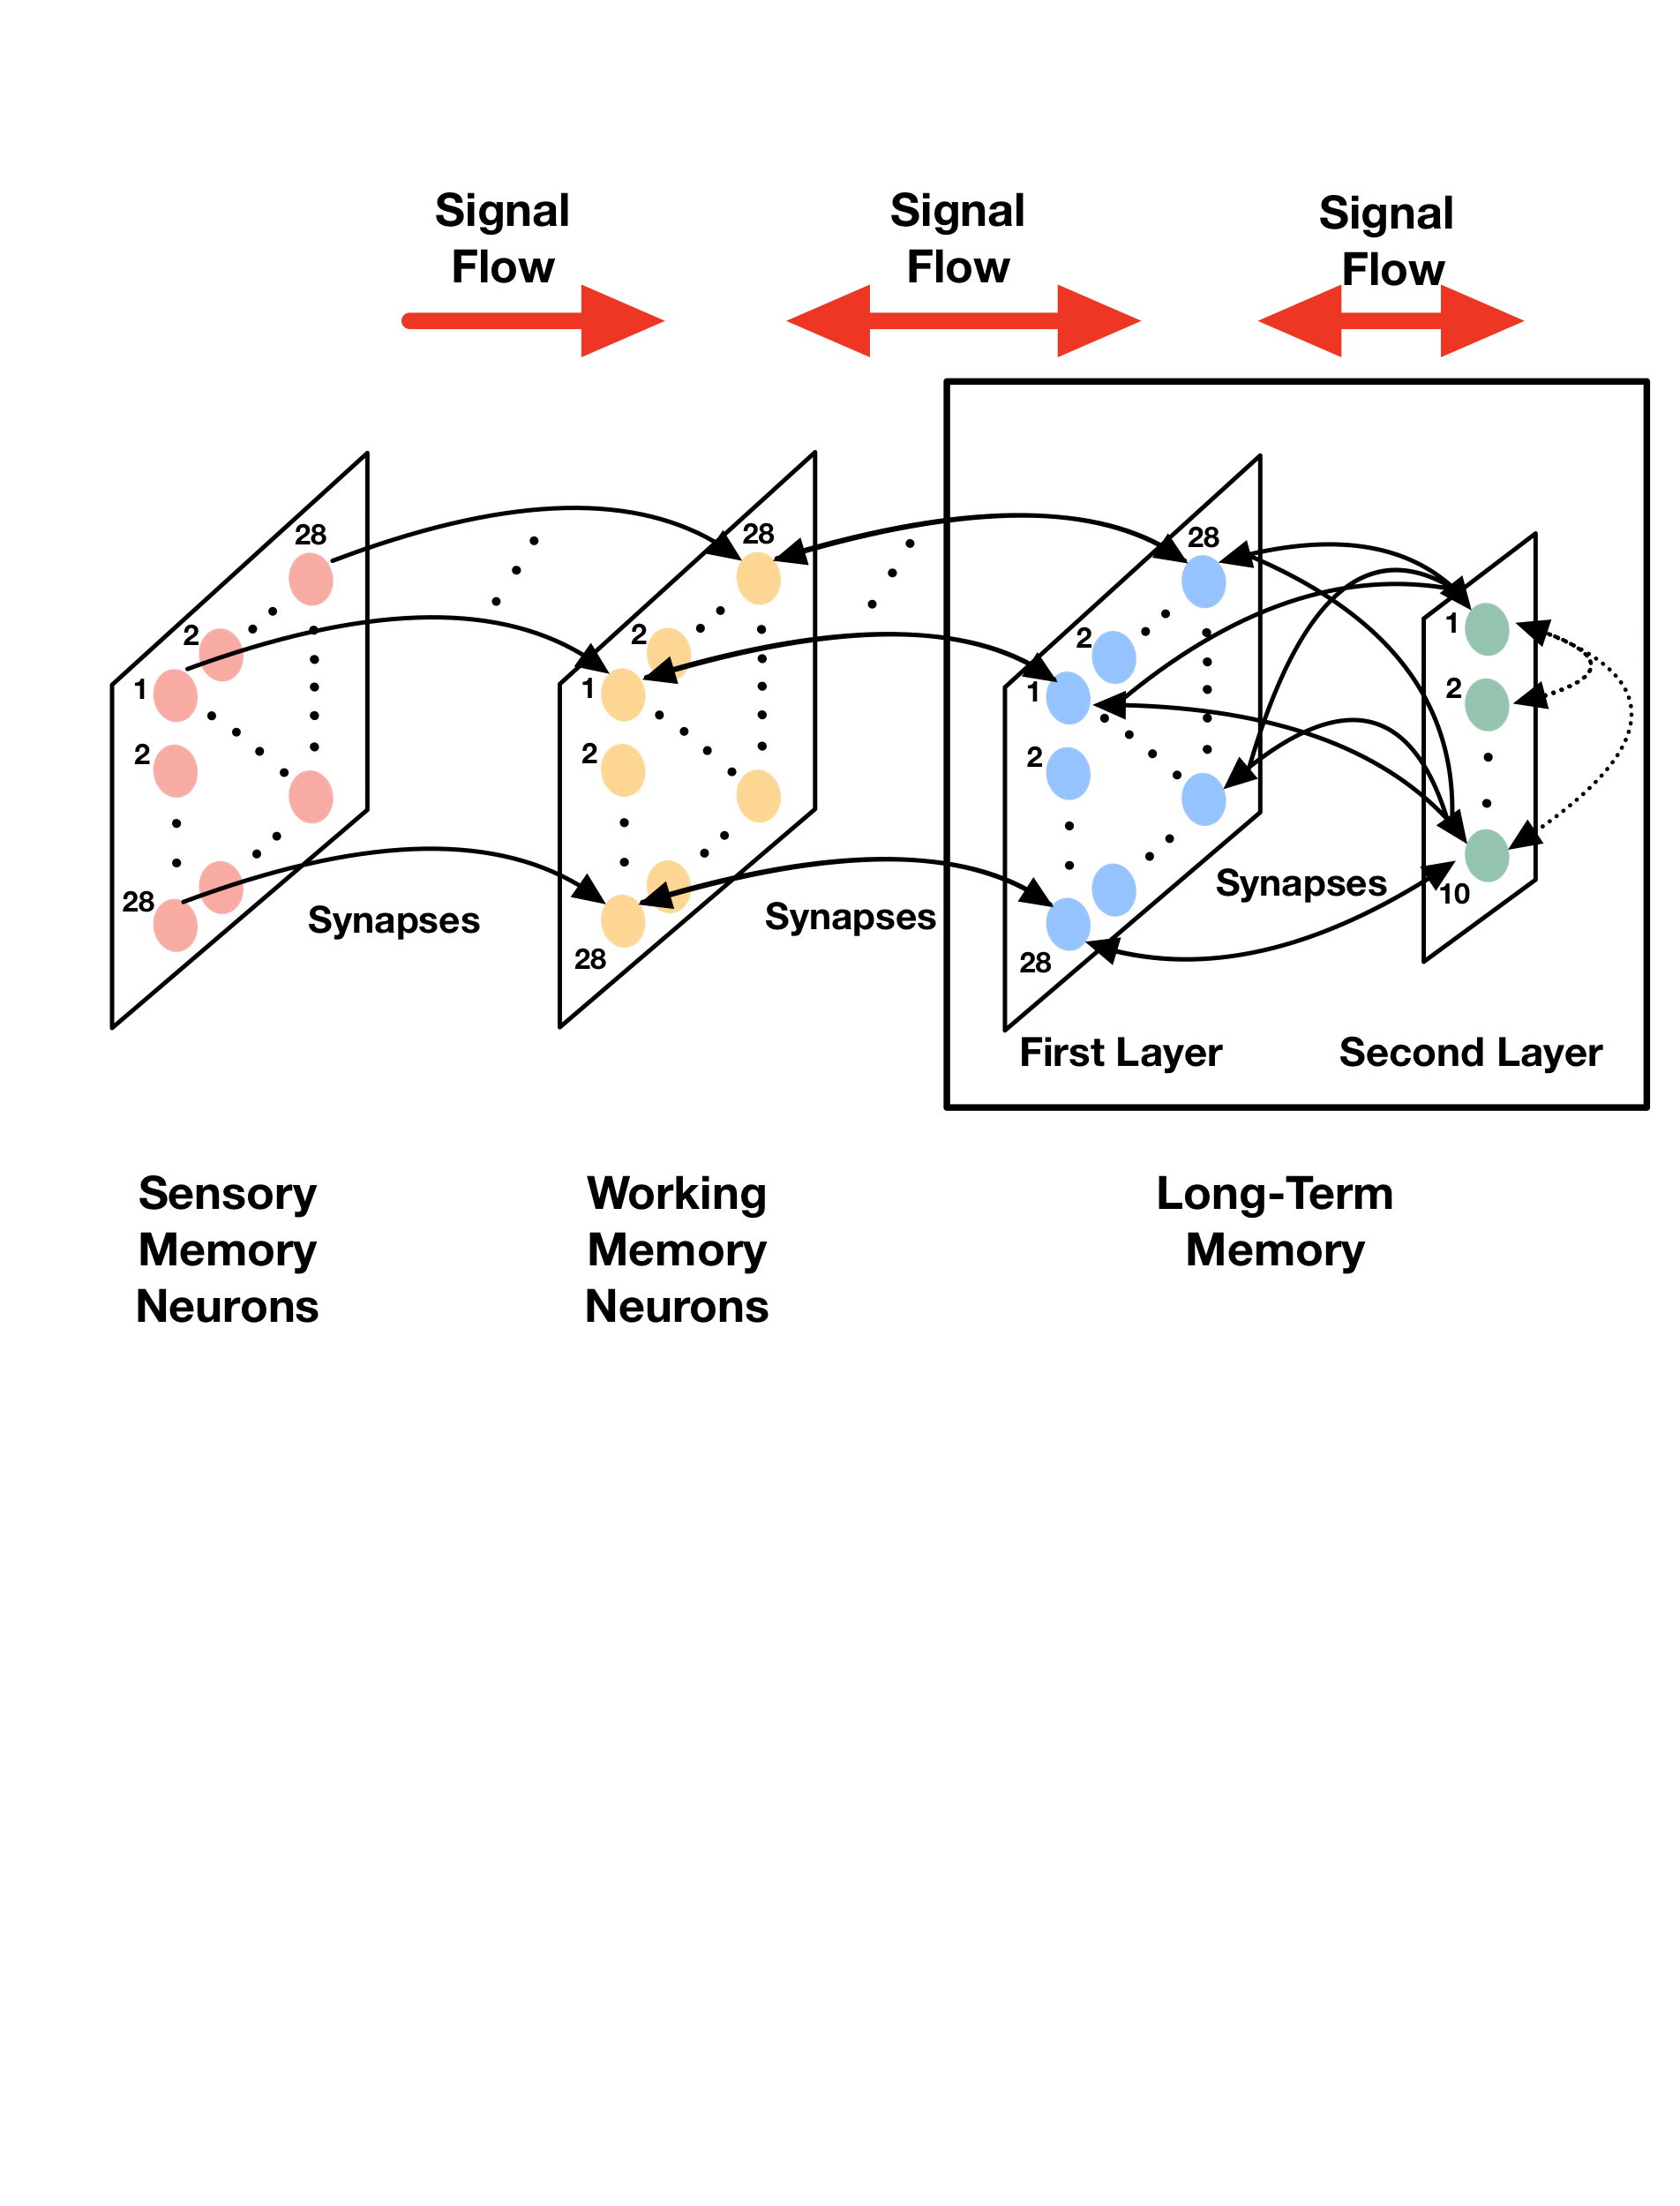 Signal
Flow
Signal
Flow
Signal
Flow
28
2
1
2
28
Synapses
28
2
1
2
28
Synapses
28
2
1
2
28
Synapses
1
2
10
First Layer
Second Layer
Sensory
Memory
Neurons
Working
Memory
Neurons
Long-Term
Memory